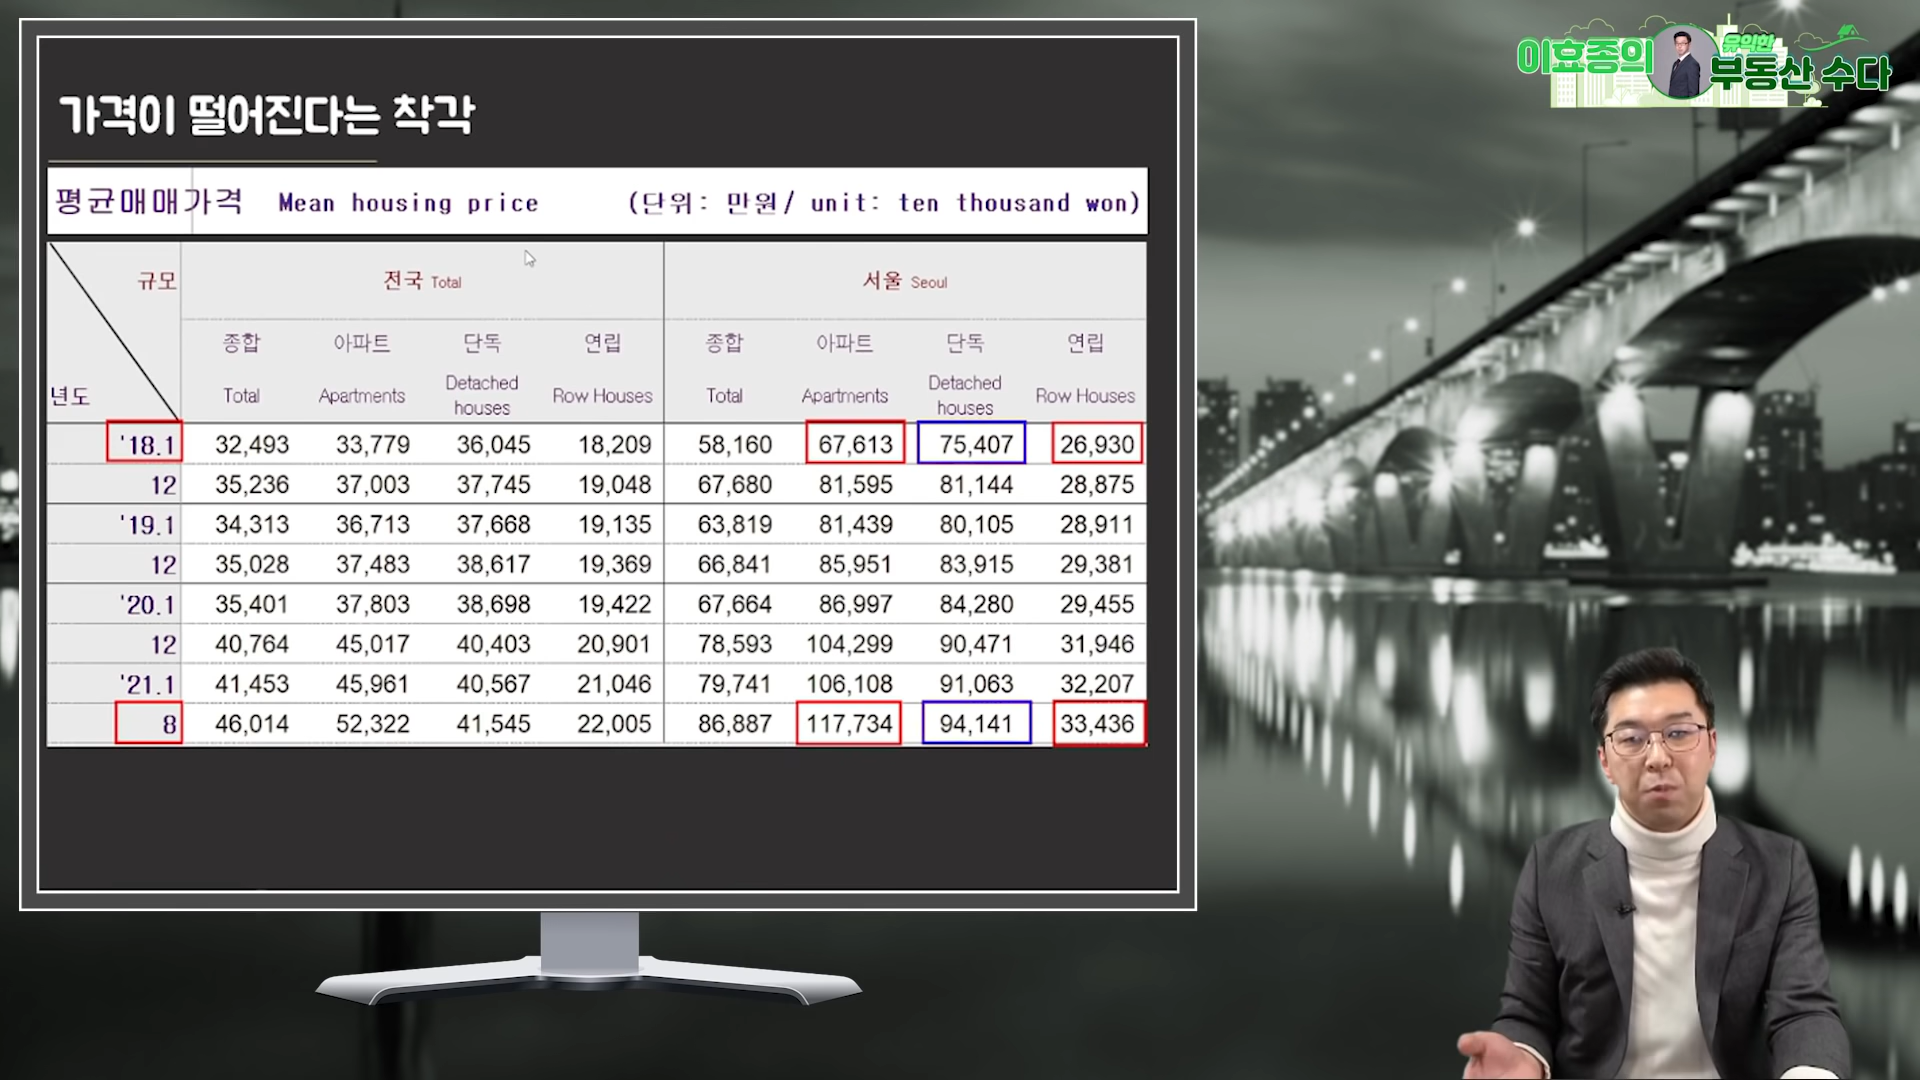 이효종의 유익한 부동산 수다
가격이 떨어진다는 착각
평균매매가격 Mean housing price (단위: 만원/ unit: ten thousand won)
규모 전국 Total 서울 Seoul
종합 아파트 단독 연립 종합 아파트 단독 연립
년도 Total Apartments Detached houses Row Houses Total Apartments Detached houses Row Houses
'18.1 32,493 33,779 36,045 18,209 58,160 67,613 75,407 26,930
12 35,236 37,003 37,745 19,048 67,680 81,595 81,144 28,875
'19.1 34,313 36,713 37,668 19,135 63,819 81,439 80,105 28,911
12 35,028 37,483 38,617 19,369 66,841 85,951 83,915 29,381
'20.1 35,401 37,803 38,698 19,422 67,664 86,997 84,280 29,455
12 40,764 45,017 40,403 20,901 78,593 104,299 90,471 31,946
'21.1 41,453 45,961 40,567 21,046 79,741 106,108 91,063 32,207
8 46,014 52,322 41,545 22,005 86,887 117,734 94,141 33,436